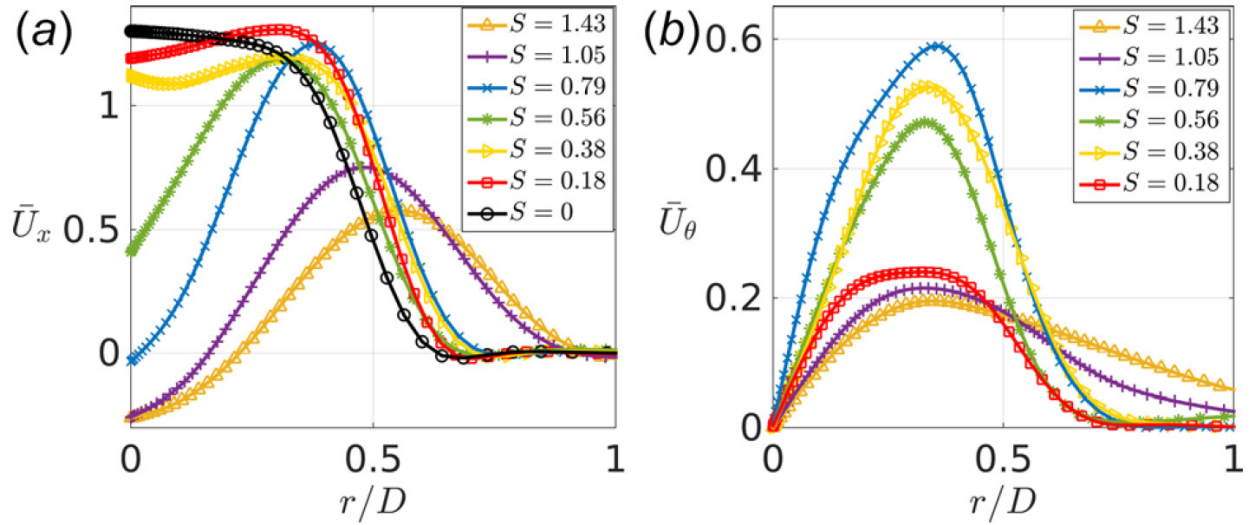 (a)
S = 1.43
S = 1.05
S = 0.79
S = 0.56
S = 0.38
S = 0.18
S = 0
1
0.5
0
Ūx
0
0.5
1
r/D
(b)
S = 1.43
S = 1.05
S = 0.79
S = 0.56
S = 0.38
S = 0.18
0.6
0.4
0.2
0
Ūθ
0
0.5
1
r/D